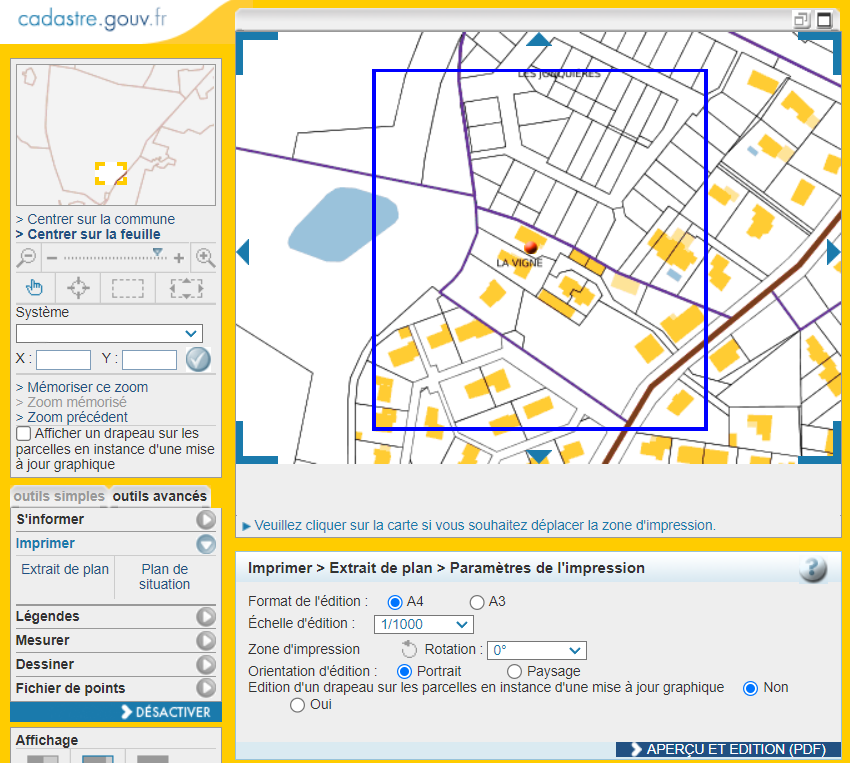 cadastre.gouv.fr
> Centrer sur la commune
> Centrer sur la feuille
Système
X :
Y :
> Mémoriser ce zoom
> Zoom mémorisé
> Zoom précédent
Afficher un drapeau sur les
parcelles en instance d'une mise
à jour graphique
outils simples
outils avancés
S'informer
Imprimer
Extrait de plan
Plan de
situation
Légendes
Mesurer
Dessiner
Fichier de points
DÉSACTIVER
Affichage
LES JONQUIERES
LA VIGNE
Veuillez cliquer sur la carte si vous souhaitez déplacer la zone d'impression.
Imprimer > Extrait de plan > Paramètres de l'impression
?
Format de l'édition : A4 A3
Échelle d'édition : 1/1000
Zone d'impression Rotation : 0°
Orientation d'édition : Portrait Paysage
Edition d'un drapeau sur les parcelles en instance d'une mise à jour graphique Non
Oui
APERÇU ET EDITION (PDF)